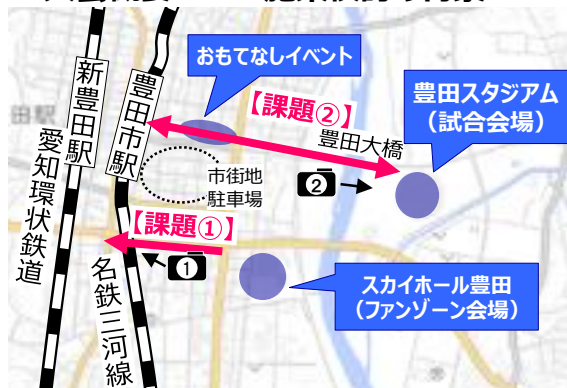 おもてなしイベント
豊田スタジアム
（試合会場）
【課題②】
豊田大橋
田駅
新豊田駅
愛知環状鉄道
豊田市駅
市街地
駐車場
②
【課題①】
①
名鉄三河線
スカイホール豊田
（ファンゾーン会場）